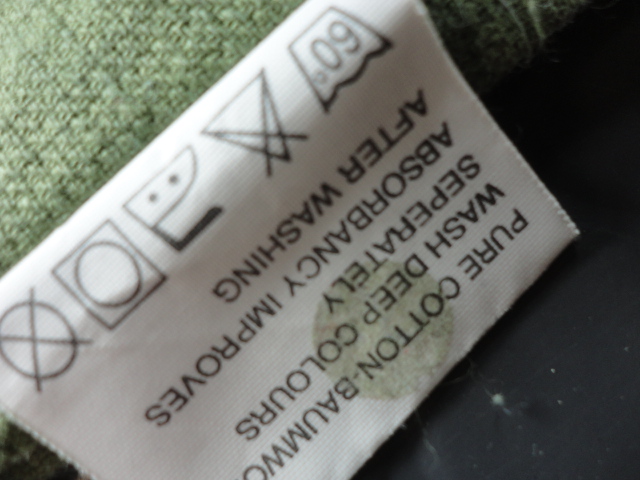 PURE COTTON-BAUMWO
WASH DEEP COLOURS
SEPERATELY
ABSORBANCY IMPROVES
AFTER WASHING
60°